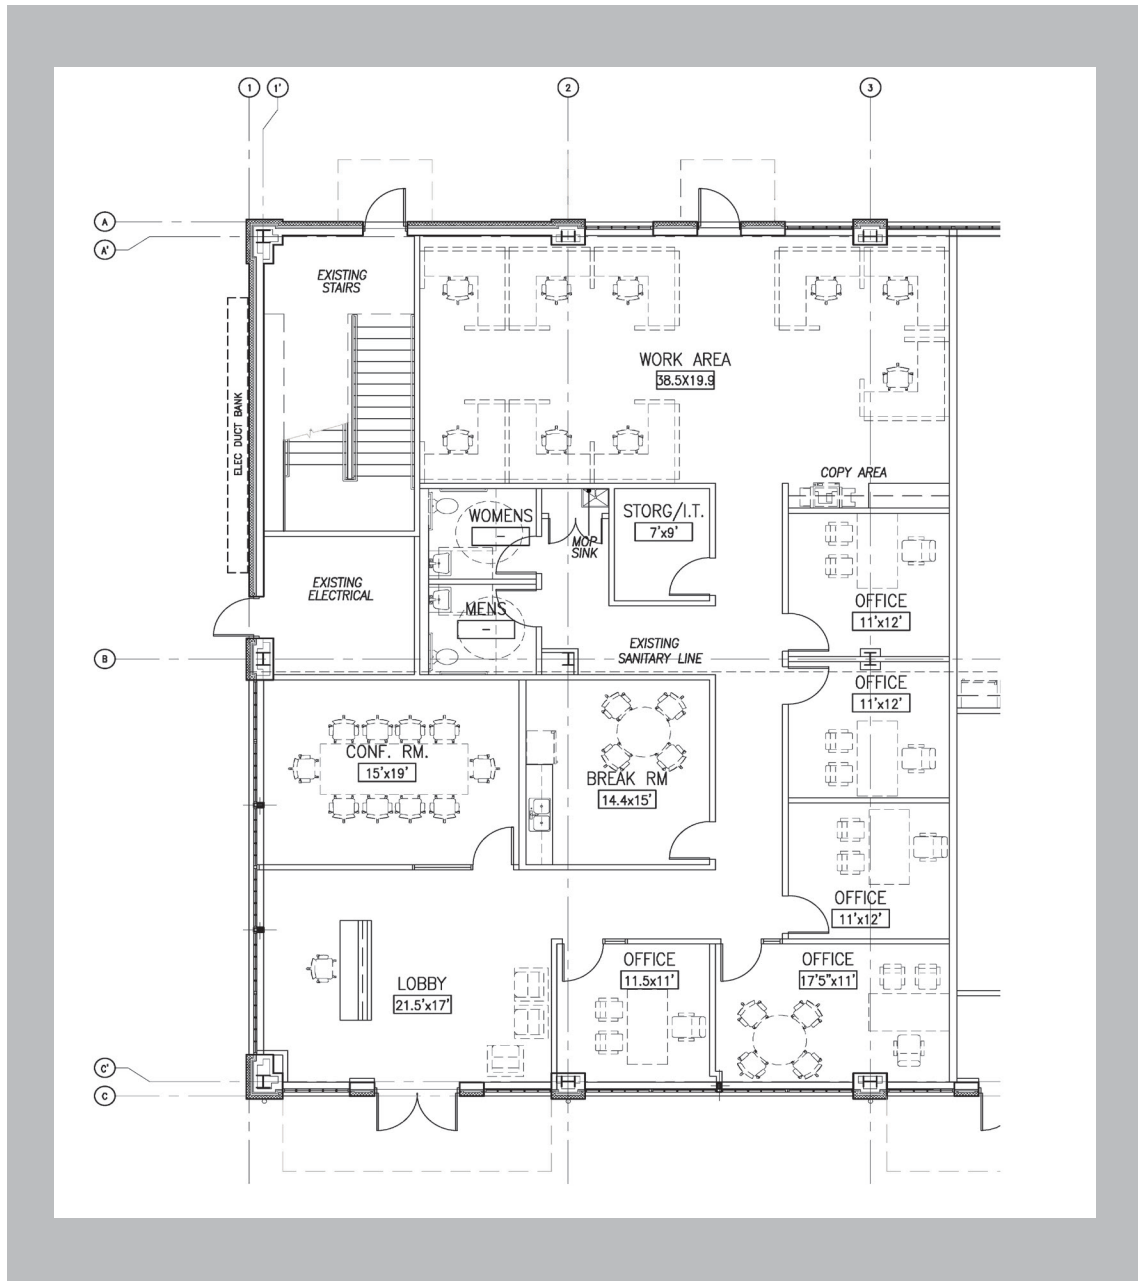 1
1'
2
3
A
A'
EXISTING
STAIRS
ELEC DUCT BANK
WORK AREA
38.5X19.9
COPY AREA
WOMENS
-
MOP
SINK
STORG/I.T.
7'x9'
EXISTING
ELECTRICAL
MENS
-
OFFICE
11'x12'
EXISTING
SANITARY LINE
B
OFFICE
11'x12'
CONF. RM.
15'x19'
BREAK RM
14.4x15'
OFFICE
11'x12'
LOBBY
21.5'x17'
OFFICE
11.5x11'
OFFICE
17'5"x11'
C'
C